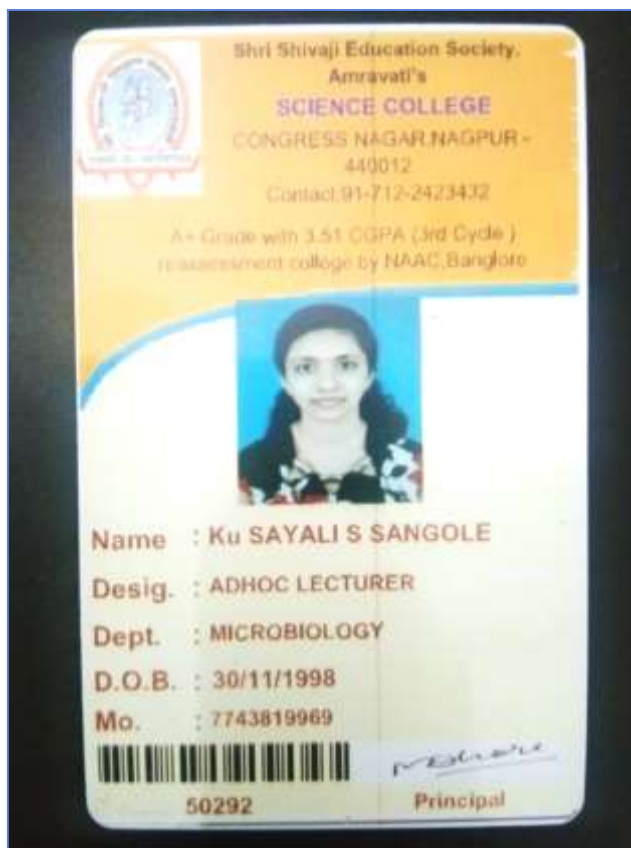 Shri Shivaji Education Society,
Amravati's
SCIENCE COLLEGE
CONGRESS NAGAR,NAGPUR -
440012
Contact,91-712-2423432
A+ Grade with 3.51 CGPA (3rd Cycle )
college by NAAC,Banglore
Name : Ku SAYALI S SANGOLE
Desig. : ADHOC LECTURER
Dept. : MICROBIOLOGY
D.O.B. : 30/11/1998
Mo. : 7743819969
50292
Principal